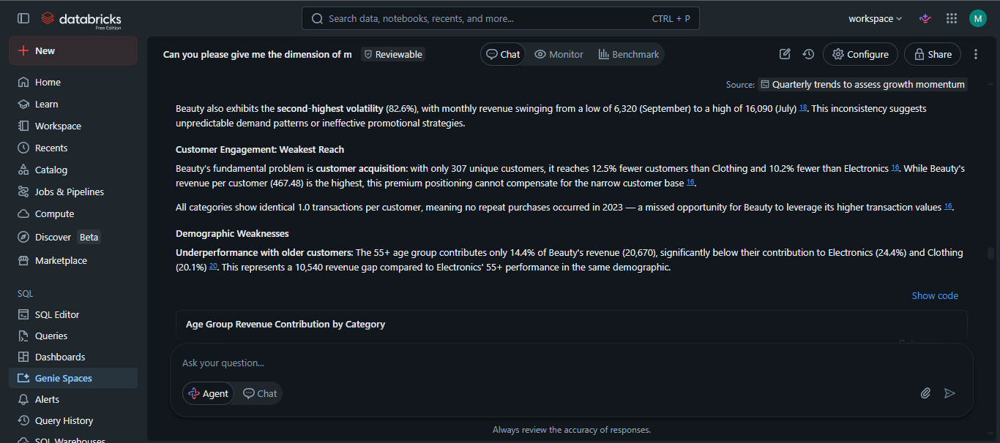 databricks
Free Edition
Search data, notebooks, recents, and more...
CTRL + P
workspace
M
New
Home
Learn
Workspace
Recents
Catalog
Jobs & Pipelines
Compute
Discover Beta
Marketplace
SQL
SQL Editor
Queries
Dashboards
Genie Spaces
Alerts
Query History
SQL Warehouses
Can you please give me the dimension of m
Reviewable
Chat
Monitor
Benchmark
Configure
Share
Source: Quarterly trends to assess growth momentum
Beauty also exhibits the second-highest volatility (82.6%), with monthly revenue swinging from a low of 6,320 (September) to a high of 16,090 (July) 18. This inconsistency suggests
unpredictable demand patterns or ineffective promotional strategies.
Customer Engagement: Weakest Reach
Beauty's fundamental problem is customer acquisition: with only 307 unique customers, it reaches 12.5% fewer customers than Clothing and 10.2% fewer than Electronics 16. While Beauty's
revenue per customer (467.48) is the highest, this premium positioning cannot compensate for the narrow customer base 16.
All categories show identical 1.0 transactions per customer, meaning no repeat purchases occurred in 2023 — a missed opportunity for Beauty to leverage its higher transaction values 16.
Demographic Weaknesses
Underperformance with older customers: The 55+ age group contributes only 14.4% of Beauty's revenue (20,670), significantly below their contribution to Electronics (24.4%) and Clothing
(20.1%) 20. This represents a 10,540 revenue gap compared to Electronics' 55+ performance in the same demographic.
Show code
Age Group Revenue Contribution by Category
Ask your question...
Agent
Chat
Always review the accuracy of responses.